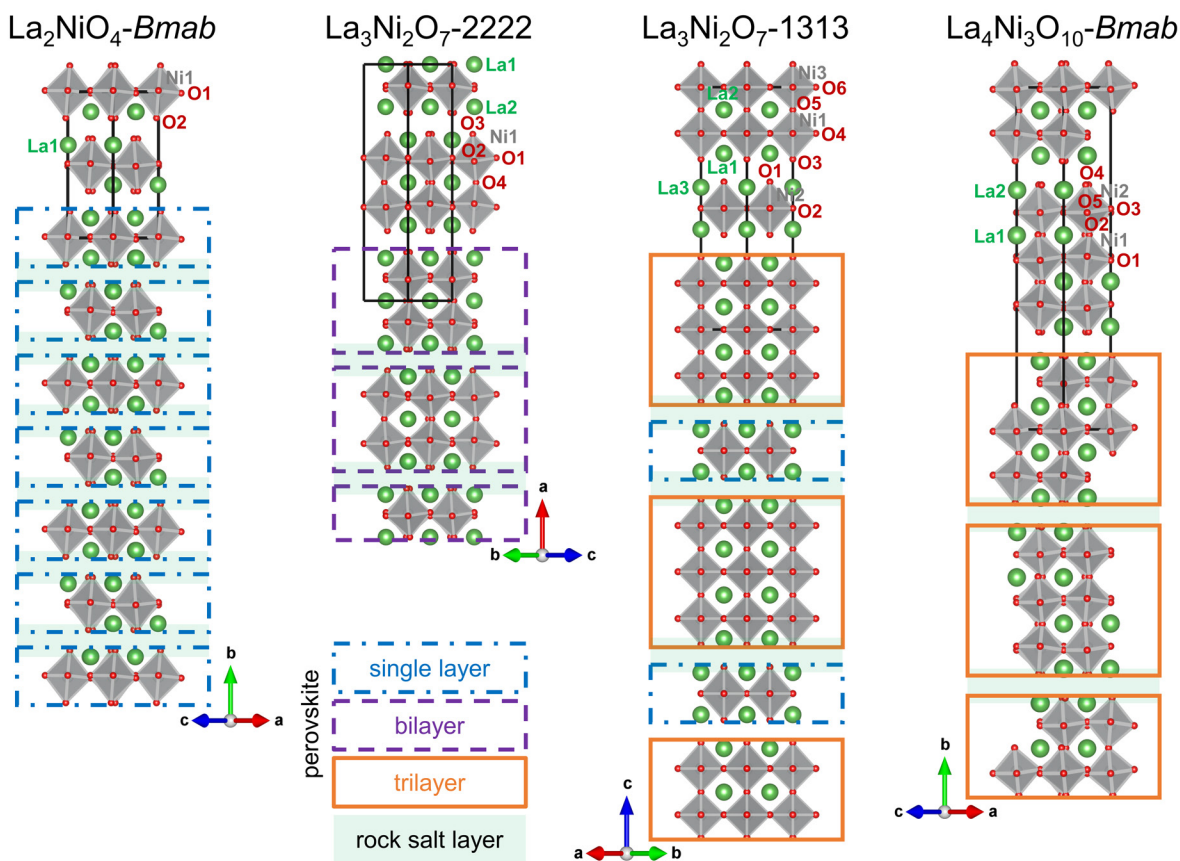 La₂NiO₄-Bmab
La₃Ni₂O₇-2222
La₃Ni₂O₇-1313
La₄Ni₃O₁₀-Bmab
Ni1
O1
O2
La1
b
c
a
La1
La2
O3
Ni1
O2
O1
O4
a
b
c
Ni3
La2
O6
O5
Ni1
O4
La1
O1
O3
La3
Ni2
O2
c
a
b
O4
La2
Ni2
O5
O3
O2
La1
Ni1
O1
b
c
a
perovskite
single layer
bilayer
trilayer
rock salt layer